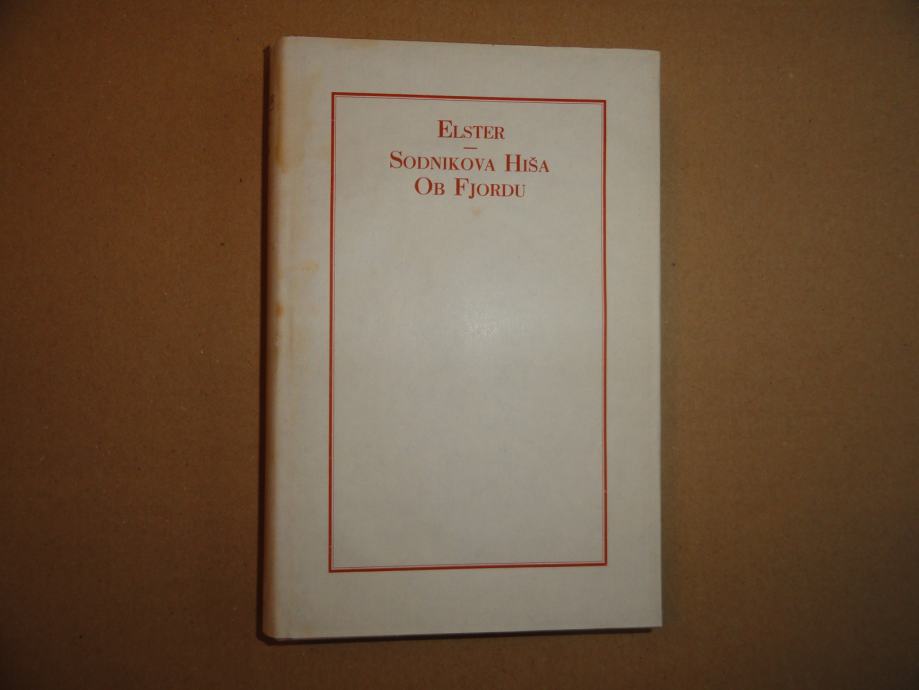 ELSTER
SODNIKOVA HIŠA
OB FJORDU